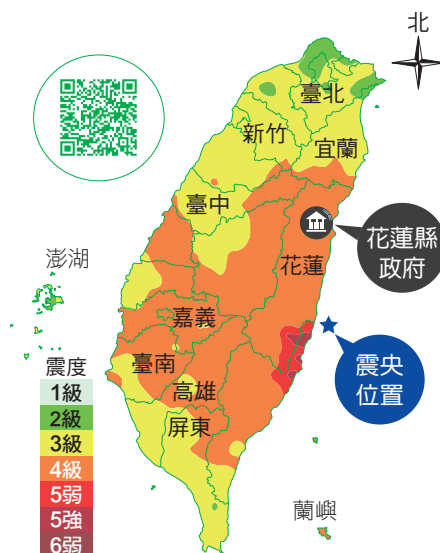 北
臺北
新竹
宜蘭
臺中
花蓮縣
政府
花蓮
澎湖
嘉義
震央
位置
臺南
高雄
屏東
震度
1級
2級
3級
4級
5弱
5強
6弱
蘭嶼